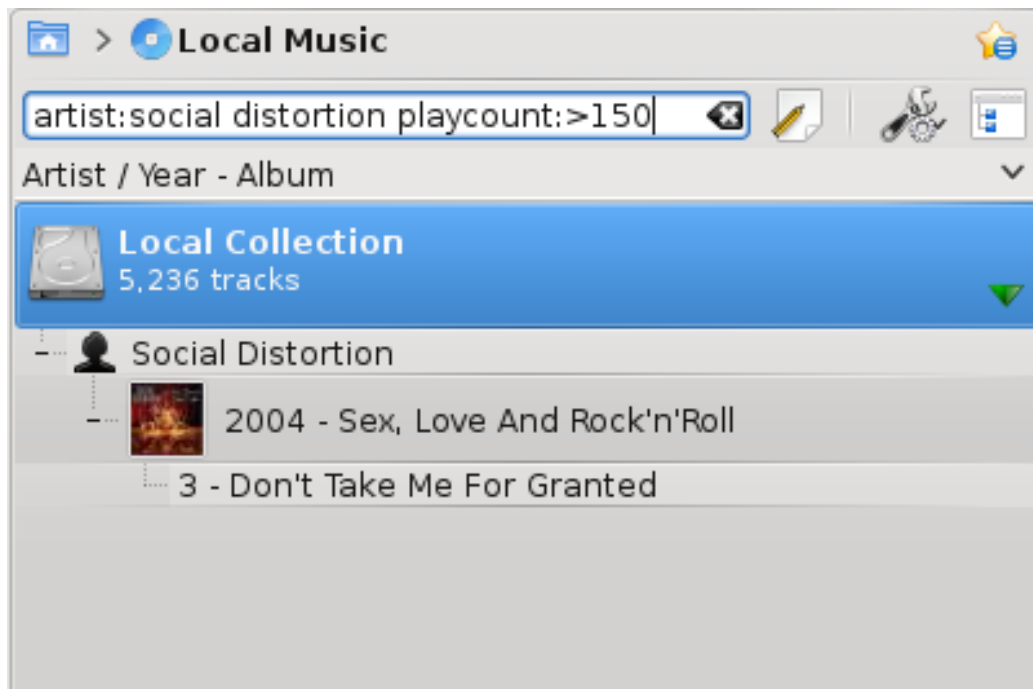 > Local Music
artist:social distortion playcount:>150
Artist / Year - Album
Local Collection
5,236 tracks
Social Distortion
2004 - Sex, Love And Rock'n'Roll
3 - Don't Take Me For Granted